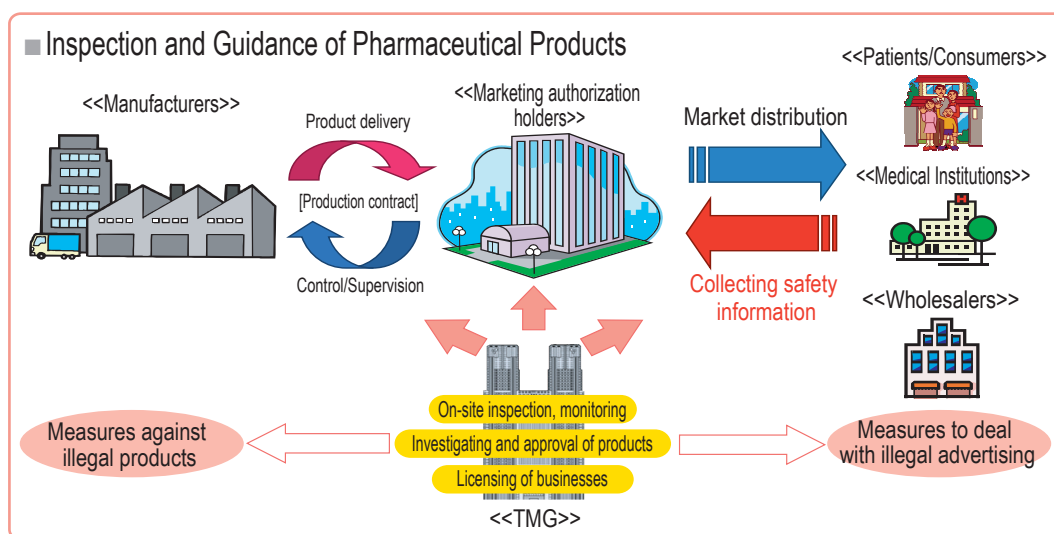 Inspection and Guidance of Pharmaceutical Products
<<Manufacturers>>
Product delivery
[Production contract]
Control/Supervision
<<Marketing authorization
holders>>
Market distribution
Collecting safety
information
<<Patients/Consumers>>
<<Medical Institutions>>
H
<<Wholesalers>>
Measures against
illegal products
On-site inspection, monitoring
Investigating and approval of products
Licensing of businesses
<<TMG>>
Measures to deal
with illegal advertising